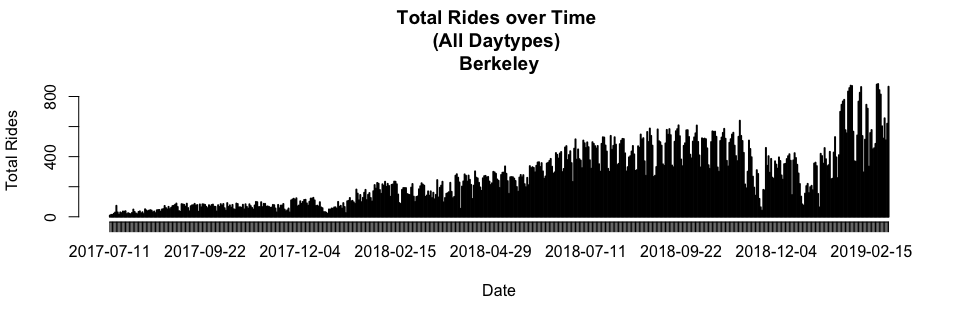 Total Rides over Time
(All Daytypes)
Berkeley
Total Rides
800
400
0
2017-07-11 2017-09-22 2017-12-04 2018-02-15 2018-04-29 2018-07-11 2018-09-22 2018-12-04 2019-02-15
Date